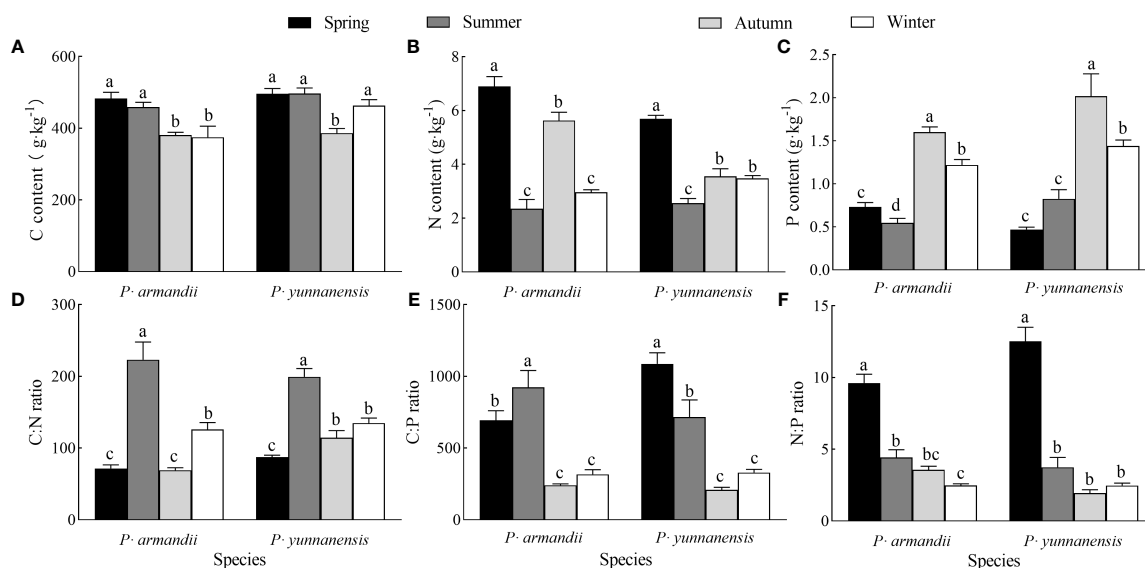 Spring Summer Autumn Winter
A B C
600 400 200 0
C content ( g·kg-1)
a a b b a a b a
P· armandii P· yunnanensis
8 6 4 2 0
N content (g·kg-1)
a c b c a c b b
P· armandii P· yunnanensis
2.5 2.0 1.5 1.0 0.5 0.0
P content (g·kg-1)
c d a b c c a b
P· armandii P· yunnanensis
D E F
300 200 100 0
C:N ratio
c a c b c a b b
P· armandii P· yunnanensis
Species
1500 1000 500 0
C:P ratio
b a c c a b c c
P· armandii P· yunnanensis
Species
15 10 5 0
N:P ratio
a b bc c a b b b
P· armandii P· yunnanensis
Species